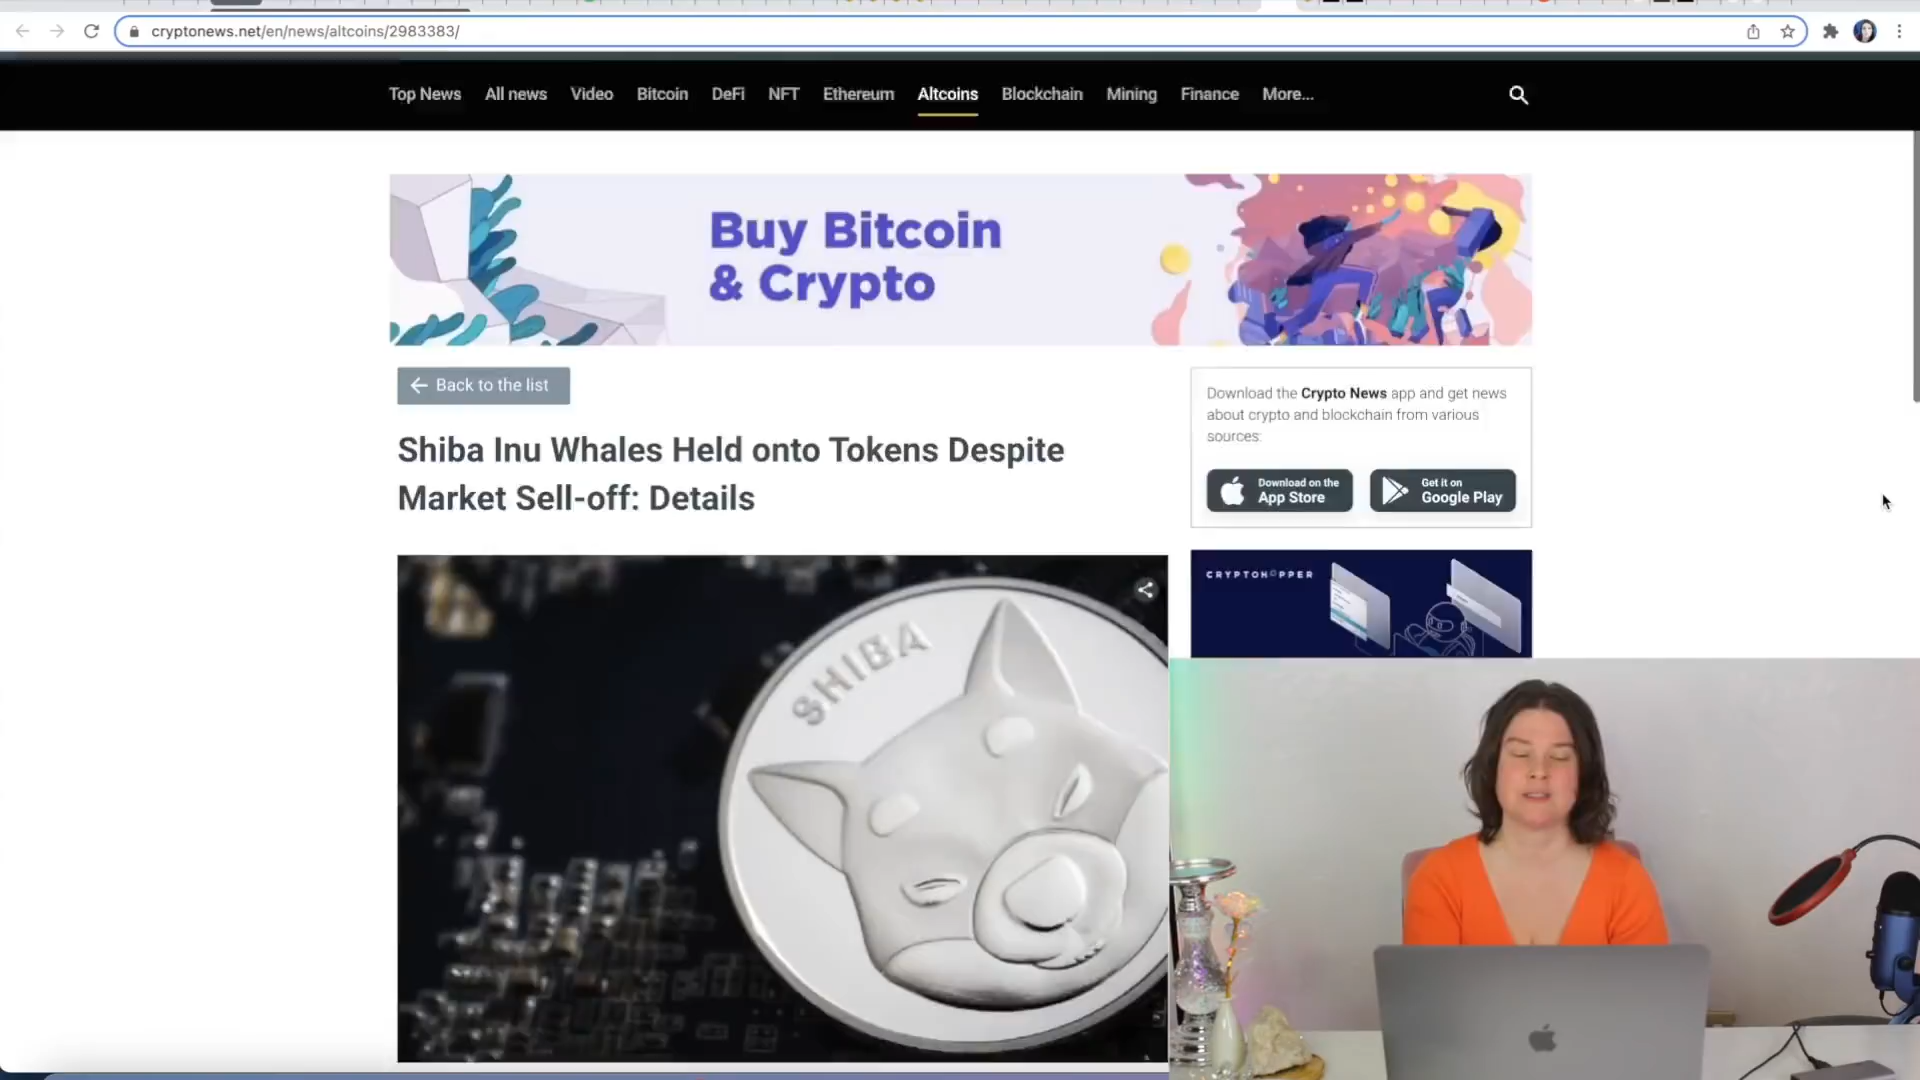 cryptonews.net/en/news/altcoins/2983383/
Top News All news Video Bitcoin DeFi NFT Ethereum Altcoins Blockchain Mining Finance More...
Buy Bitcoin
& Crypto
Back to the list
Shiba Inu Whales Held onto Tokens Despite
Market Sell-off: Details
Download the Crypto News app and get news
about crypto and blockchain from various
sources:
Download on the
App Store
Get it on
Google Play
CRYPTOHOPPER
SHIBA